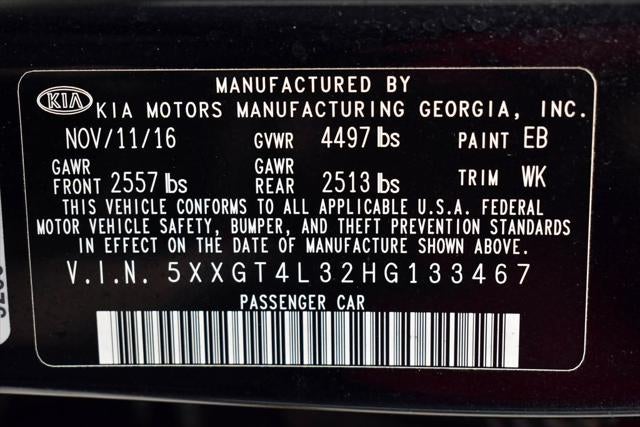 MANUFACTURED BY
KIA KIA MOTORS MANUFACTURING GEORGIA, INC.
NOV/11/16 GVWR 4497 lbs PAINT EB
GAWR FRONT 2557 lbs GAWR REAR 2513 lbs TRIM WK
THIS VEHICLE CONFORMS TO ALL APPLICABLE U.S.A. FEDERAL
MOTOR VEHICLE SAFETY, BUMPER, AND THEFT PREVENTION STANDARDS
IN EFFECT ON THE DATE OF MANUFACTURE SHOWN ABOVE.
V.I.N. 5XXGT4L32HG133467
PASSENGER CAR